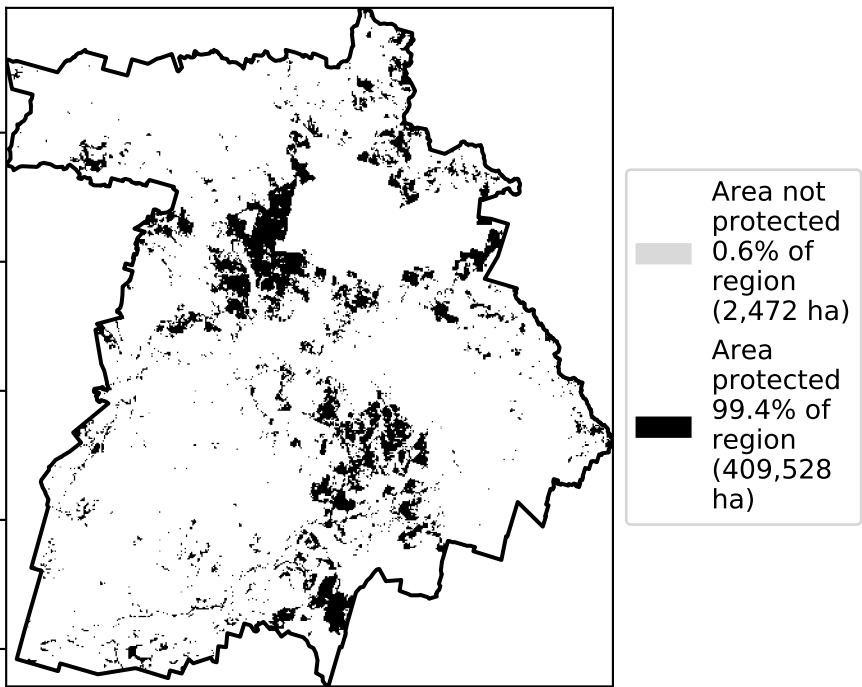 Area not
protected
0.6% of
region
(2,472 ha)
Area
protected
99.4% of
region
(409,528
ha)